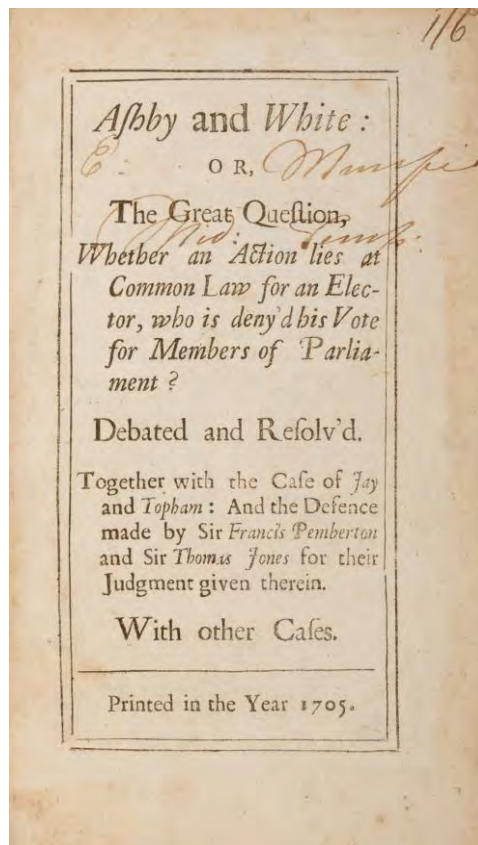 1/6
Aſhby and White:
OR,
The Great Queſtion,
Whether an Action lies at
Common Law for an Elec-
tor, who is deny'd his Vote
for Members of Parlia-
ment?
Debated and Reſolv'd.
Together with the Caſe of Jay
and Topham: And the Defence
made by Sir Francis Pemberton
and Sir Thomas Jones for their
Judgment given therein.
With other Caſes.
Printed in the Year 1705.